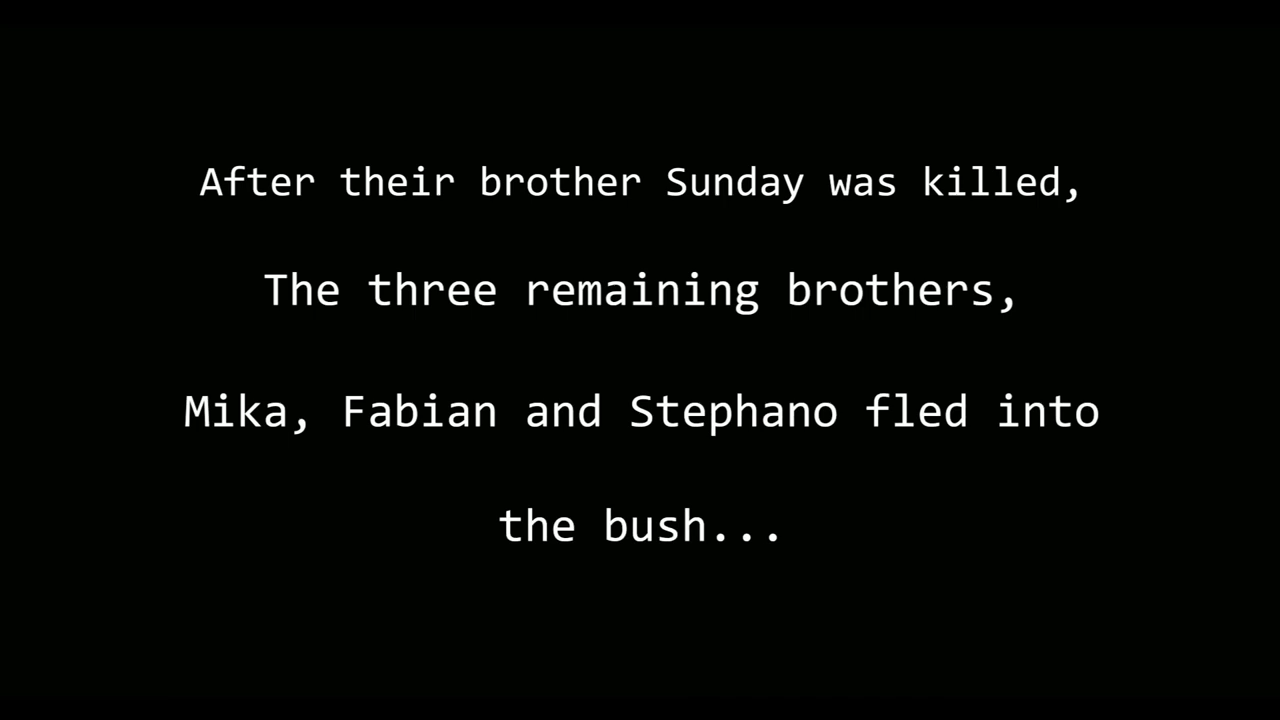 After their brother Sunday was killed,
The three remaining brothers,
Mika, Fabian and Stephano fled into
the bush...